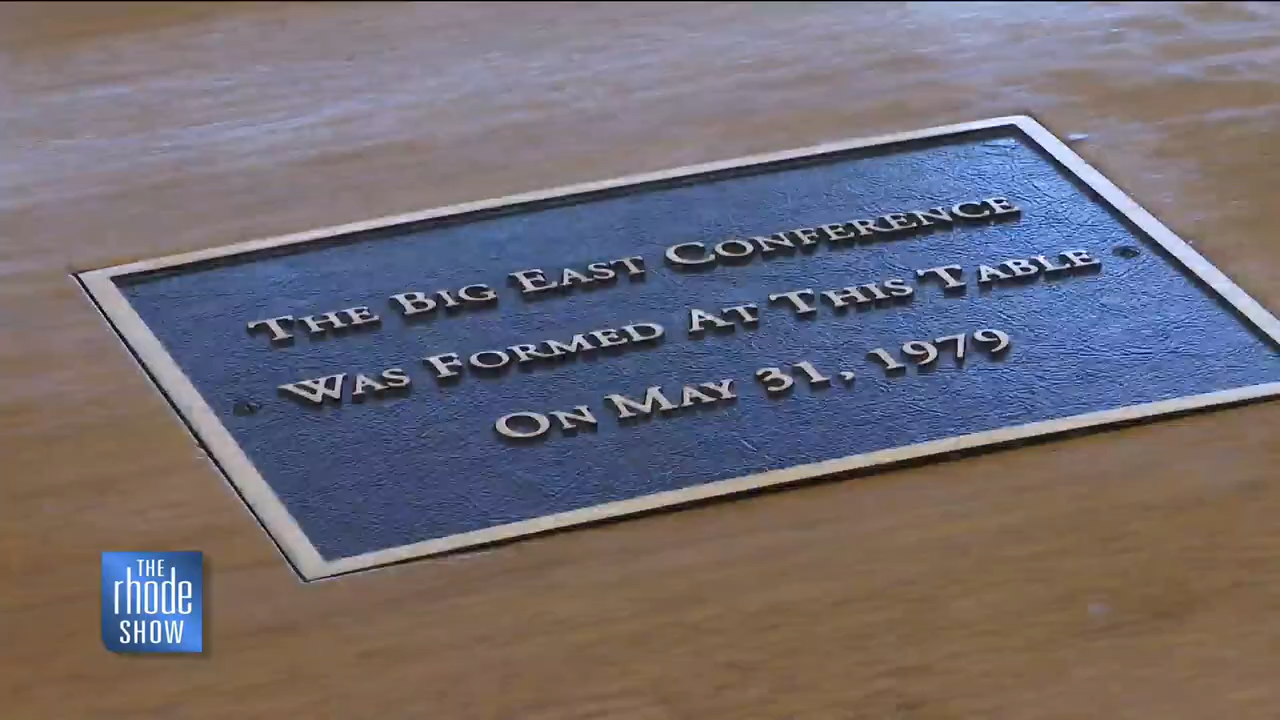 The Big East Conference
Was Formed At This Table
On May 31, 1979
THE
rhode
SHOW